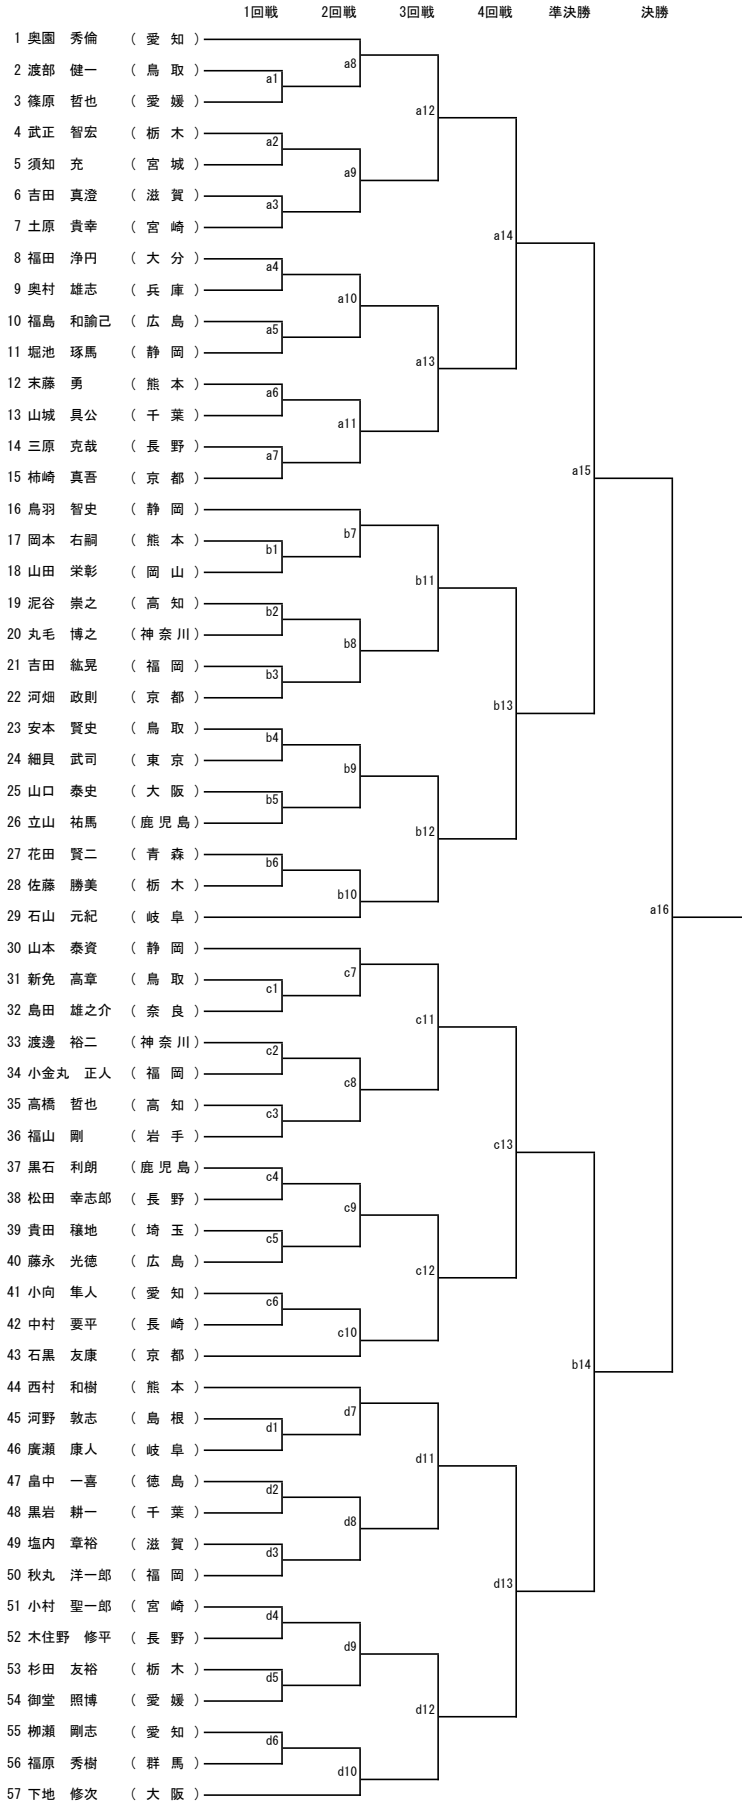 1回戦 2回戦 3回戦 4回戦 準決勝 決勝
1 奥園 秀倫 (愛知)
a8
2 渡部 健一 (鳥取)
a1
3 篠原 哲也 (愛媛)
a12
4 武正 智宏 (栃木)
a2
5 須知 充 (宮城)
a9
6 吉田 真澄 (滋賀)
a3
7 土原 貴幸 (宮崎)
a14
8 福田 浄円 (大分)
a4
9 奥村 雄志 (兵庫)
a10
10 福島 和諭己 (広島)
a5
11 堀池 琢馬 (静岡)
a13
12 末藤 勇 (熊本)
a6
13 山城 具公 (千葉)
a11
14 三原 克哉 (長野)
a7
15 柿崎 真吾 (京都)
a15
16 鳥羽 智史 (静岡)
b7
17 岡本 右嗣 (熊本)
b1
18 山田 栄彰 (岡山)
b11
19 泥谷 崇之 (高知)
b2
20 丸毛 博之 (神奈川)
b8
21 吉田 紘晃 (福岡)
b3
22 河畑 政則 (京都)
b13
23 安本 賢史 (鳥取)
b4
24 細貝 武司 (東京)
b9
25 山口 泰史 (大阪)
b5
26 立山 祐馬 (鹿児島)
b12
27 花田 賢二 (青森)
b6
28 佐藤 勝美 (栃木)
b10
29 石山 元紀 (岐阜)
a16
30 山本 泰資 (静岡)
c7
31 新免 高章 (鳥取)
c1
32 島田 雄之介 (奈良)
c11
33 渡邊 裕二 (神奈川)
c2
34 小金丸 正人 (福岡)
c8
35 高橋 哲也 (高知)
c3
36 福山 剛 (岩手)
c13
37 黒石 利朗 (鹿児島)
c4
38 松田 幸志郎 (長野)
c9
39 貴田 穣地 (埼玉)
c5
40 藤永 光徳 (広島)
c12
41 小向 隼人 (愛知)
c6
42 中村 要平 (長崎)
c10
43 石黒 友康 (京都)
b14
44 西村 和樹 (熊本)
d7
45 河野 敦志 (島根)
d1
46 廣瀬 康人 (岐阜)
d11
47 畠中 一喜 (徳島)
d2
48 黒岩 耕一 (千葉)
d8
49 塩内 章裕 (滋賀)
d3
50 秋丸 洋一郎 (福岡)
d13
51 小村 聖一郎 (宮崎)
d4
52 木住野 修平 (長野)
d9
53 杉田 友裕 (栃木)
d5
54 御堂 照博 (愛媛)
d12
55 栁瀬 剛志 (愛知)
d6
56 福原 秀樹 (群馬)
d10
57 下地 修次 (大阪)